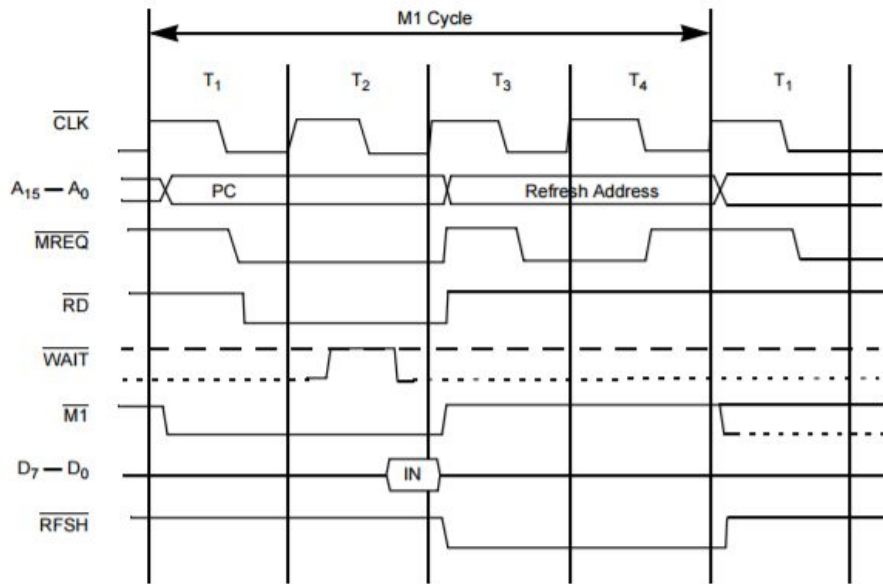 M1 Cycle
T₁ T₂ T₃ T₄ T₁
CLK
A₁₅ — A₀ PC Refresh Address
MREQ
RD
WAIT
M1
D₇ — D₀ IN
RFSH